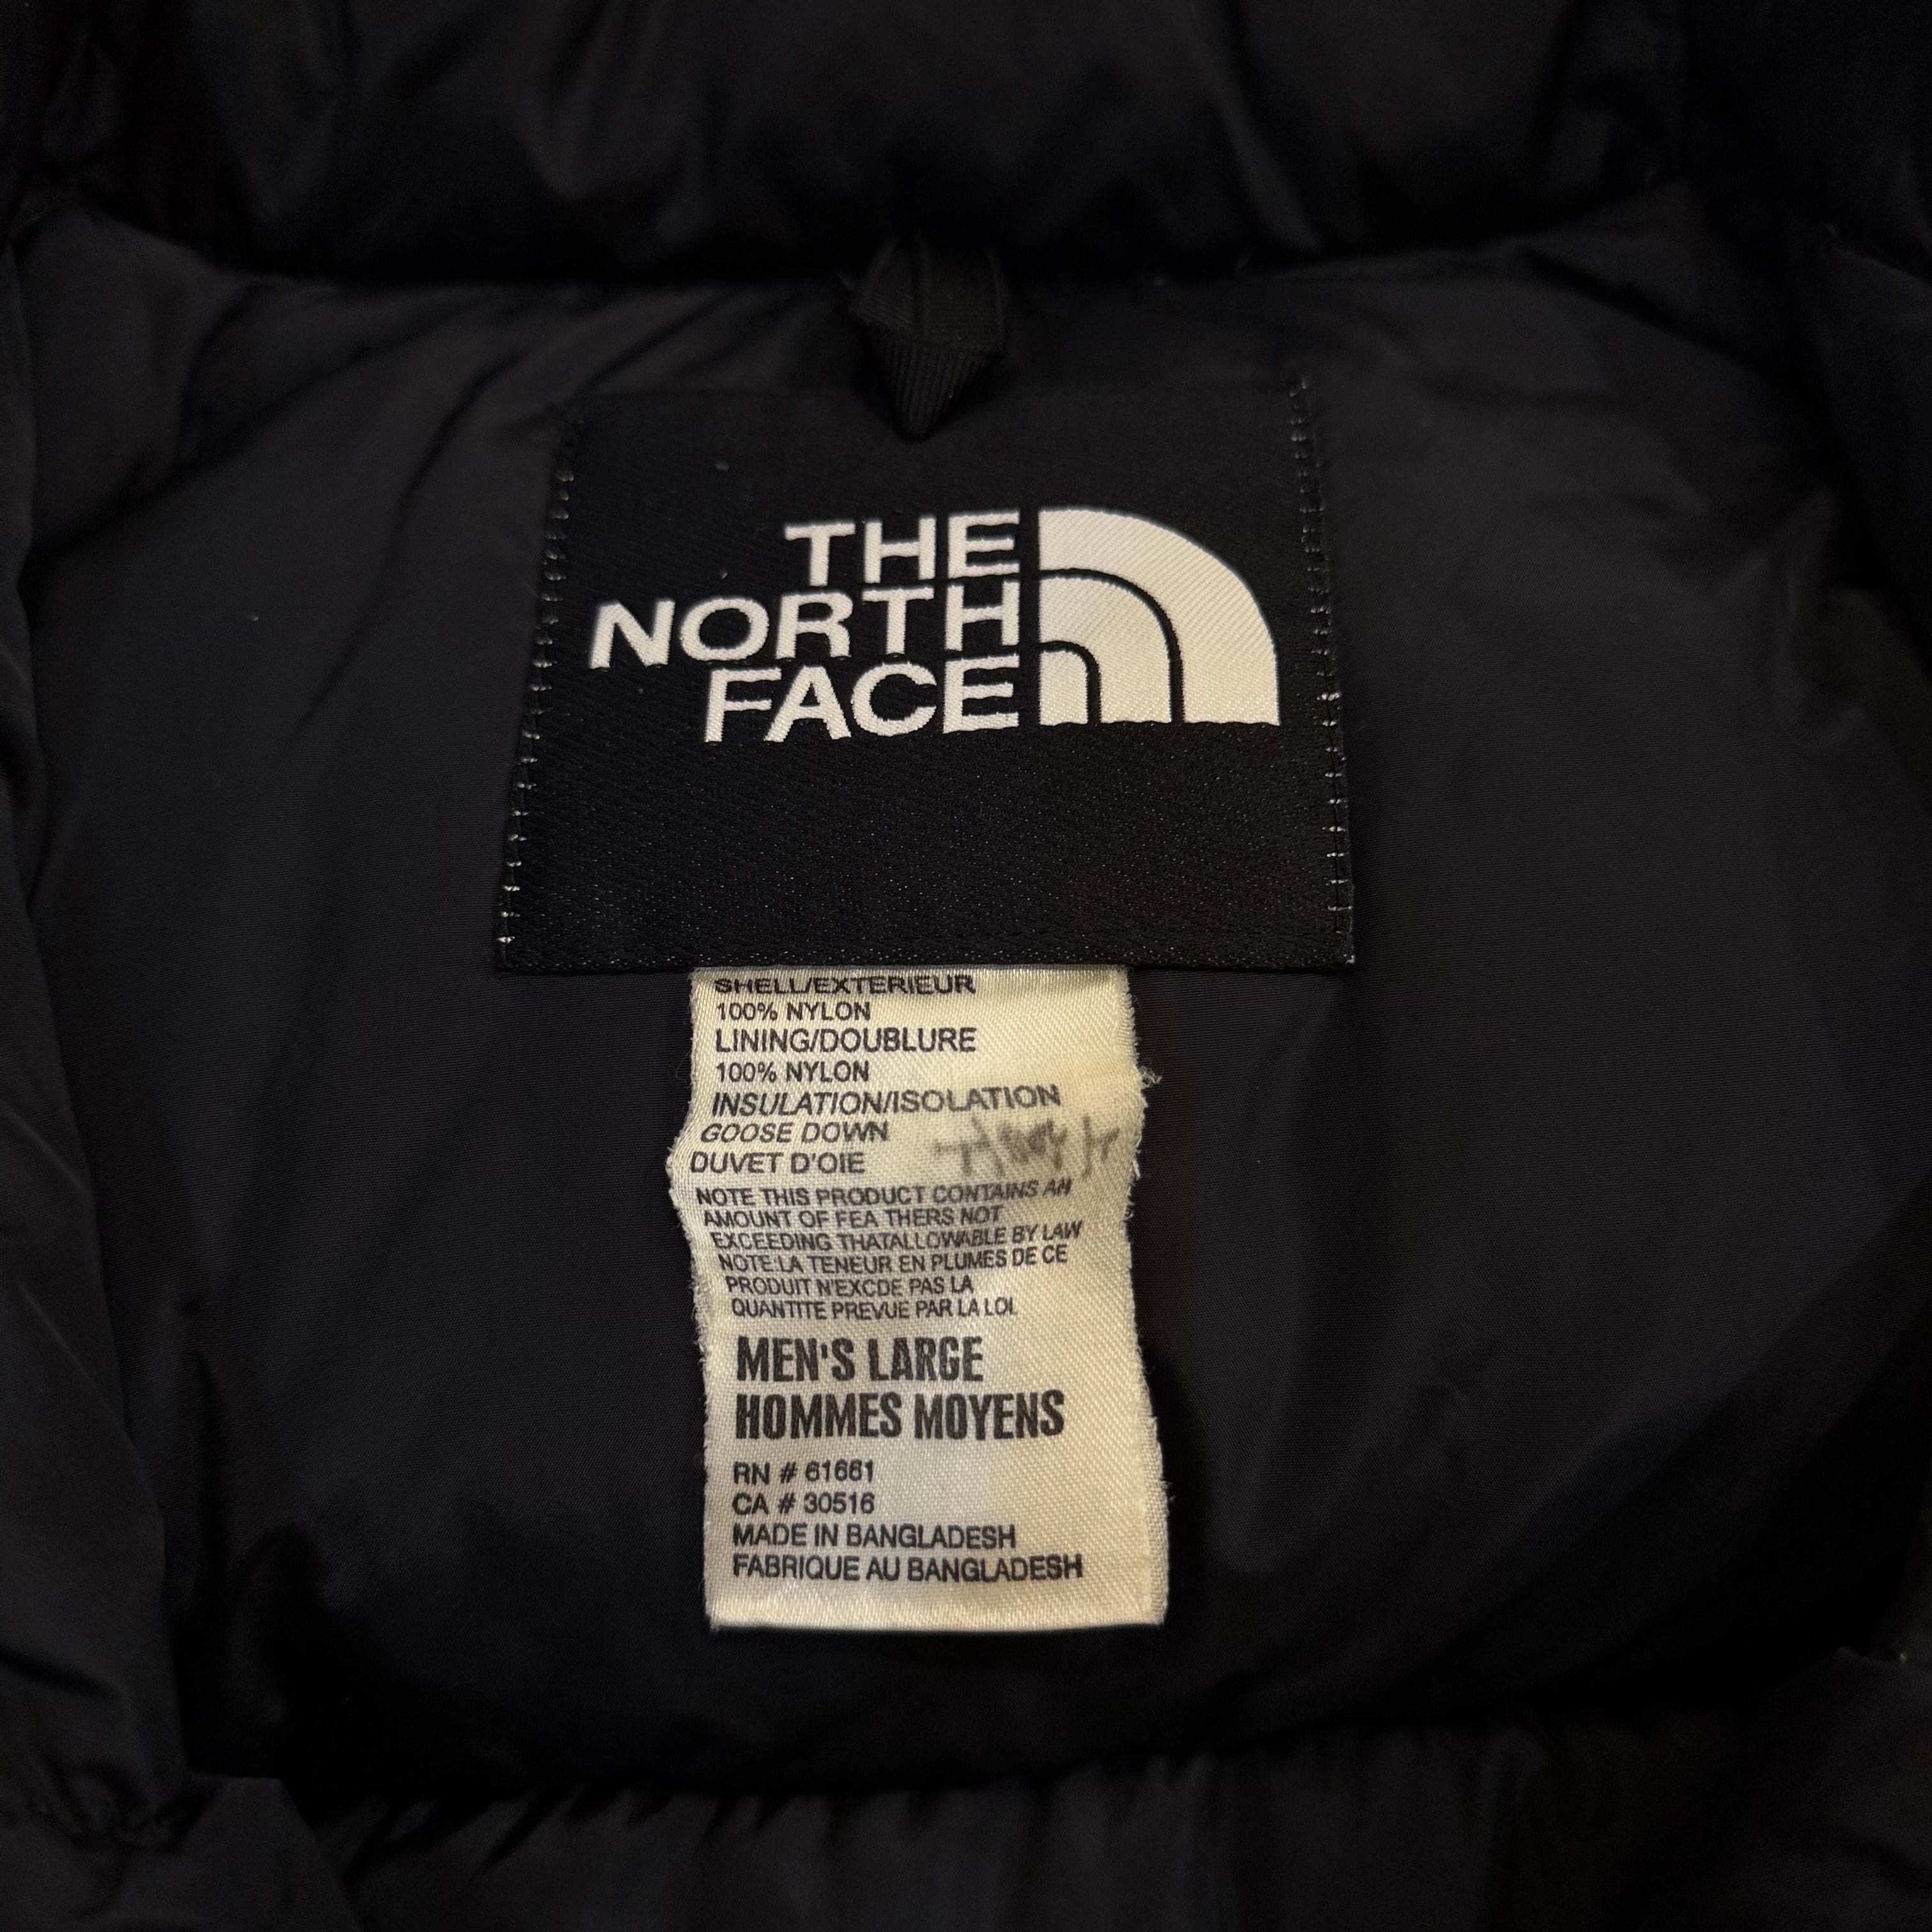 THE
NORTH
FACE
SHELL/EXTERIEUR
100% NYLON
LINING/DOUBLURE
100% NYLON
INSULATION/ISOLATION
GOOSE DOWN
DUVET D'OIE
NOTE THIS PRODUCT CONTAINS AN
AMOUNT OF FEA THERS NOT
EXCEEDING THATALLOWABLE BY LAW
NOTE:LA TENEUR EN PLUMES DE CE
PRODUIT N'EXCDE PAS LA
QUANTITE PREVUE PAR LA LOI.
MEN'S LARGE
HOMMES MOYENS
RN # 61661
CA # 30516
MADE IN BANGLADESH
FABRIQUE AU BANGLADESH